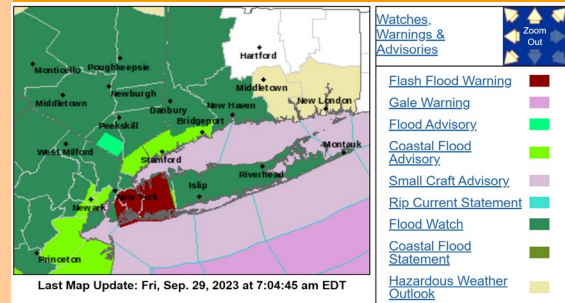 Hartford
Monticello
Poughkeepsie
Middletown
Newburgh
Middletown
Danbury
New Haven
New London
Peekskill
Bridgeport
West Milford
Stamford
Montauk
Riverhead
New York
Islip
Newark
Princeton
Last Map Update: Fri, Sep. 29, 2023 at 7:04:45 am EDT
Watches,
Warnings &
Advisories
Zoom
Out
Flash Flood Warning
Gale Warning
Flood Advisory
Coastal Flood
Advisory
Small Craft Advisory
Rip Current Statement
Flood Watch
Coastal Flood
Statement
Hazardous Weather
Outlook